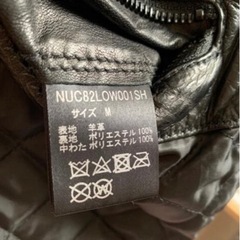 NUC82LOW001SH
サイズ M
表地 羊革
裏地 ポリエステル 100%
中わた ポリエステル 100%